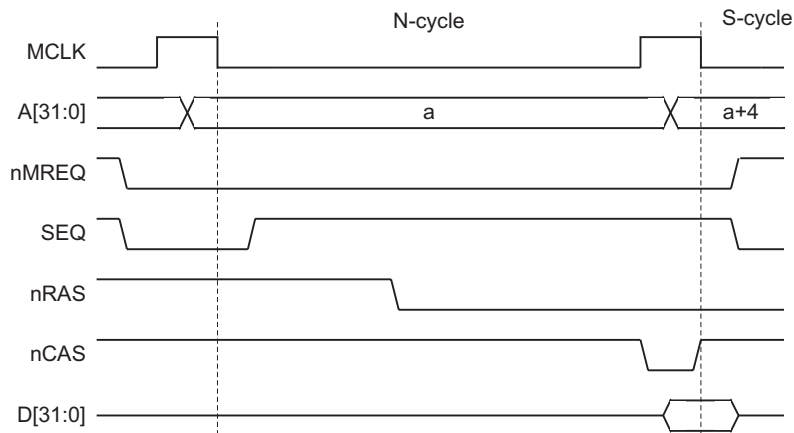 N-cycle
S-cycle
MCLK
A[31:0]
a
a+4
nMREQ
SEQ
nRAS
nCAS
D[31:0]